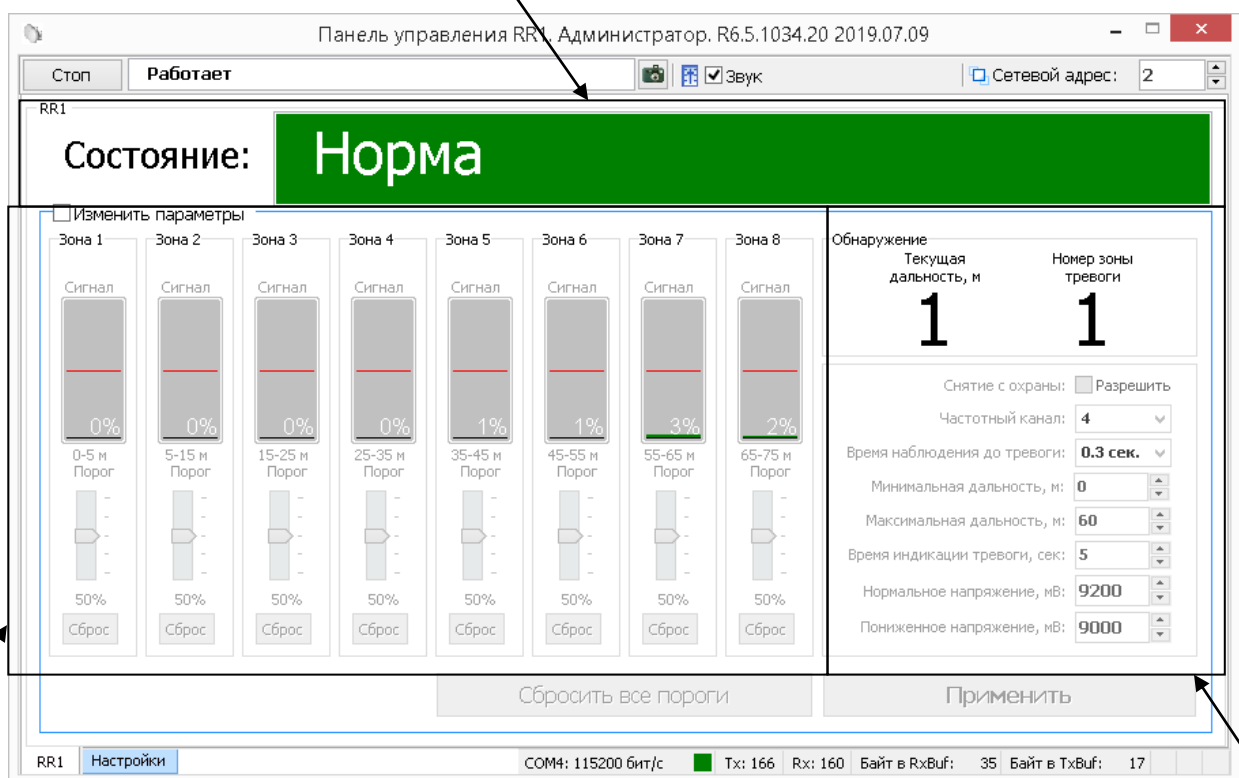 Панель управления RR1. Администратор. R6.5.1034.20 2019.07.09
Стоп Работает Звук Сетевой адрес: 2
RR1
Состояние: Норма
Изменить параметры
Зона 1 Зона 2 Зона 3 Зона 4 Зона 5 Зона 6 Зона 7 Зона 8
Сигнал Сигнал Сигнал Сигнал Сигнал Сигнал Сигнал Сигнал
0% 0% 0% 0% 1% 1% 3% 2%
0-5 м 5-15 м 15-25 м 25-35 м 35-45 м 45-55 м 55-65 м 65-75 м
Порог Порог Порог Порог Порог Порог Порог Порог
50% 50% 50% 50% 50% 50% 50% 50%
Сброс Сброс Сброс Сброс Сброс Сброс Сброс Сброс
Обнаружение
Текущая дальность, м
1
Номер зоны тревоги
1
Снятие с охраны: Разрешить
Частотный канал: 4
Время наблюдения до тревоги: 0.3 сек.
Минимальная дальность, м: 0
Максимальная дальность, м: 60
Время индикации тревоги, сек: 5
Нормальное напряжение, мВ: 9200
Пониженное напряжение, мВ: 9000
Сбросить все пороги Применить
RR1 Настройки COM4: 115200 бит/с Tx: 166 Rx: 160 Байт в RxBuf: 35 Байт в TxBuf: 17